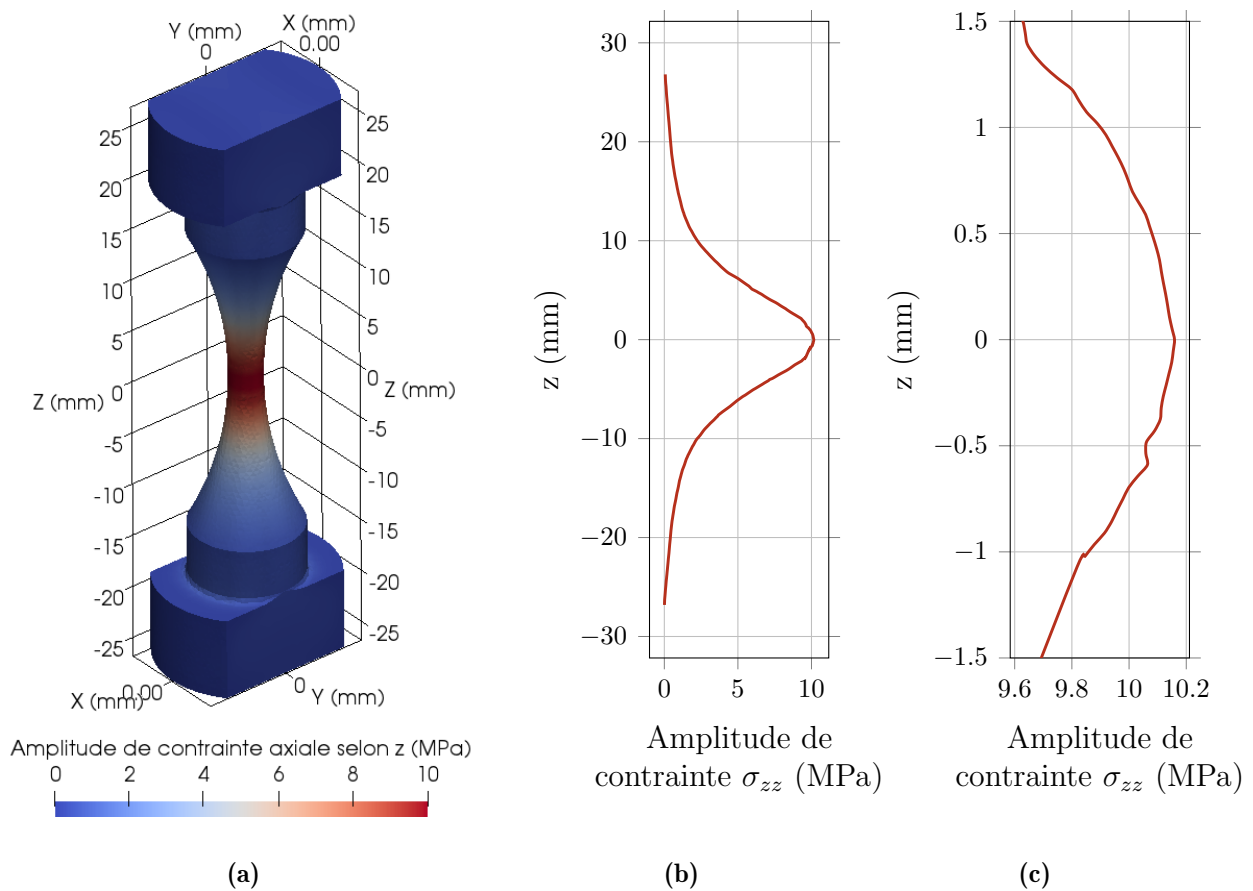 Y (mm)
0
X (mm)
0.00
25
20
15
10
5
0
-5
-10
-15
-20
-25
Z (mm)
25
20
15
10
5
0
-5
-10
-15
-20
-25
Z (mm)
X (mm)
0.00
0
Y (mm)
Amplitude de contrainte axiale selon z (MPa)
0 2 4 6 8 10
(a)
30
20
10
0
−10
−20
−30
z (mm)
0 5 10
Amplitude de
contrainte σzz (MPa)
(b)
1.5
1
0.5
0
−0.5
−1
−1.5
z (mm)
9.6 9.8 10 10.2
Amplitude de
contrainte σzz (MPa)
(c)